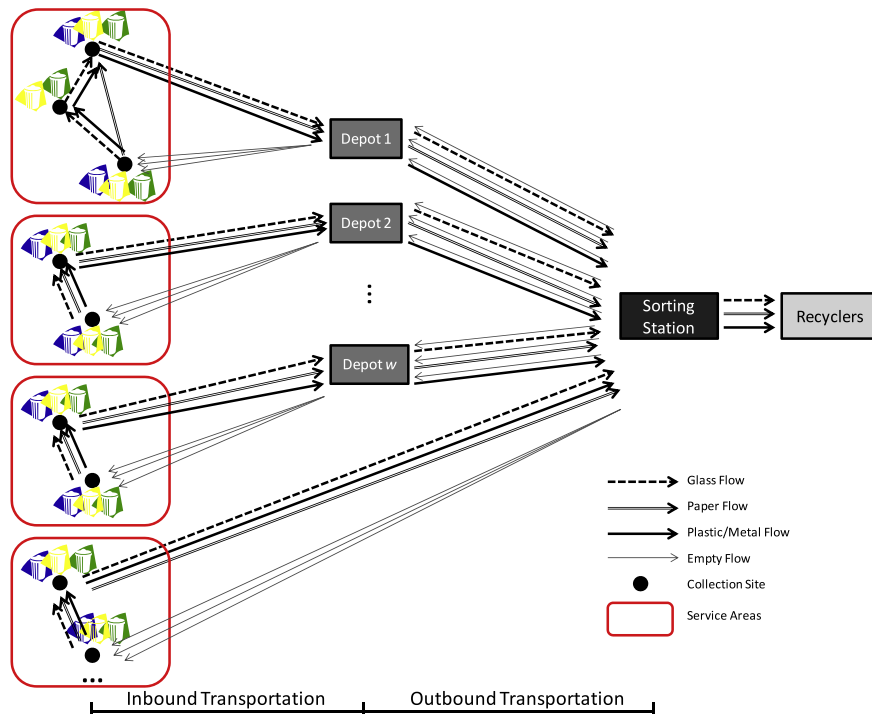 Depot 1
Depot 2
⋮
Depot w
Sorting
Station
Recyclers
Glass Flow
Paper Flow
Plastic/Metal Flow
Empty Flow
Collection Site
Service Areas
...
Inbound Transportation
Outbound Transportation